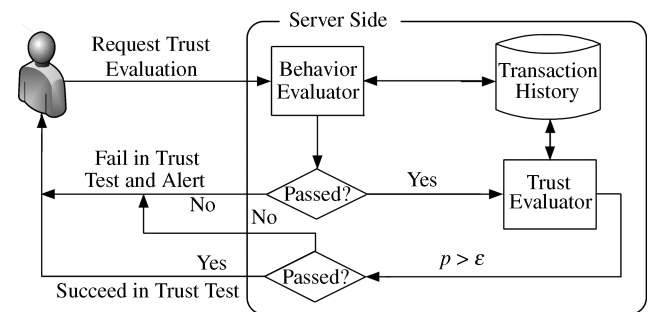 Server Side
Request Trust
Evaluation
Behavior
Evaluator
Transaction
History
Fail in Trust
Test and Alert
Passed?
Yes
Trust
Evaluator
No
No
Yes
Passed?
p > ε
Succeed in Trust Test